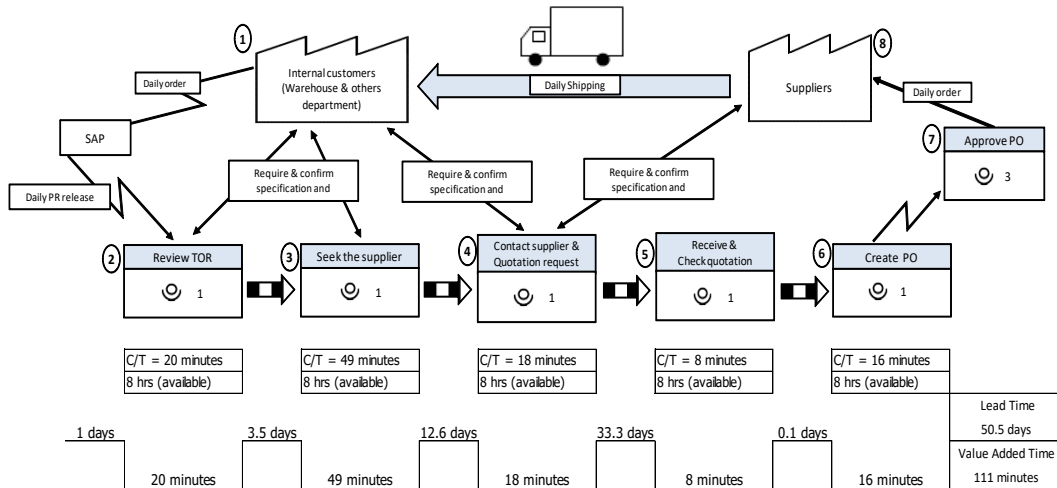 1
Internal customers
(Warehouse & others
department)
Daily order
SAP
Daily PR release
Daily Shipping
8
Suppliers
Daily order
7
Approve PO
3
Require & confirm
specification and
Require & confirm
specification and
Require & confirm
specification and
2
Review TOR
1
3
Seek the supplier
1
4
Contact supplier &
Quotation request
1
5
Receive &
Check quotation
1
6
Create PO
1
C/T = 20 minutes
8 hrs (available)
C/T = 49 minutes
8 hrs (available)
C/T = 18 minutes
8 hrs (available)
C/T = 8 minutes
8 hrs (available)
C/T = 16 minutes
8 hrs (available)
1 days
3.5 days
12.6 days
33.3 days
0.1 days
20 minutes
49 minutes
18 minutes
8 minutes
16 minutes
Lead Time
50.5 days
Value Added Time
111 minutes